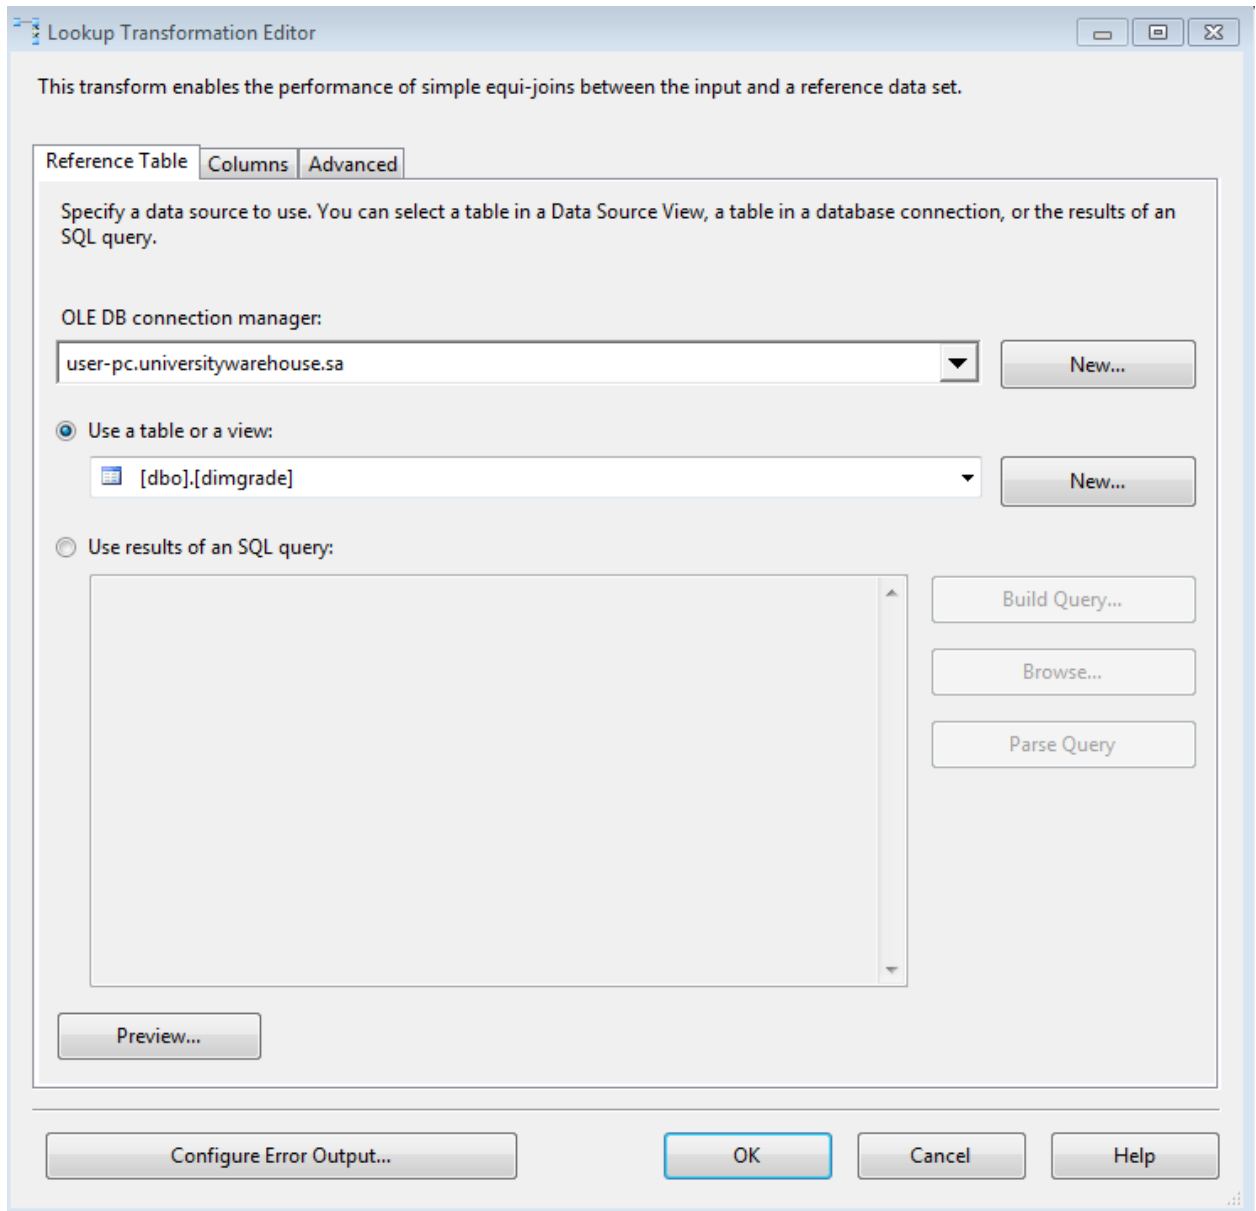 Lookup Transformation Editor
This transform enables the performance of simple equi-joins between the input and a reference data set.
Reference Table Columns Advanced
Specify a data source to use. You can select a table in a Data Source View, a table in a database connection, or the results of an
SQL query.
OLE DB connection manager:
user-pc.universitywarehouse.sa New...
Use a table or a view:
[dbo].[dimgrade] New...
Use results of an SQL query:
Build Query...
Browse...
Parse Query
Preview...
Configure Error Output... OK Cancel Help